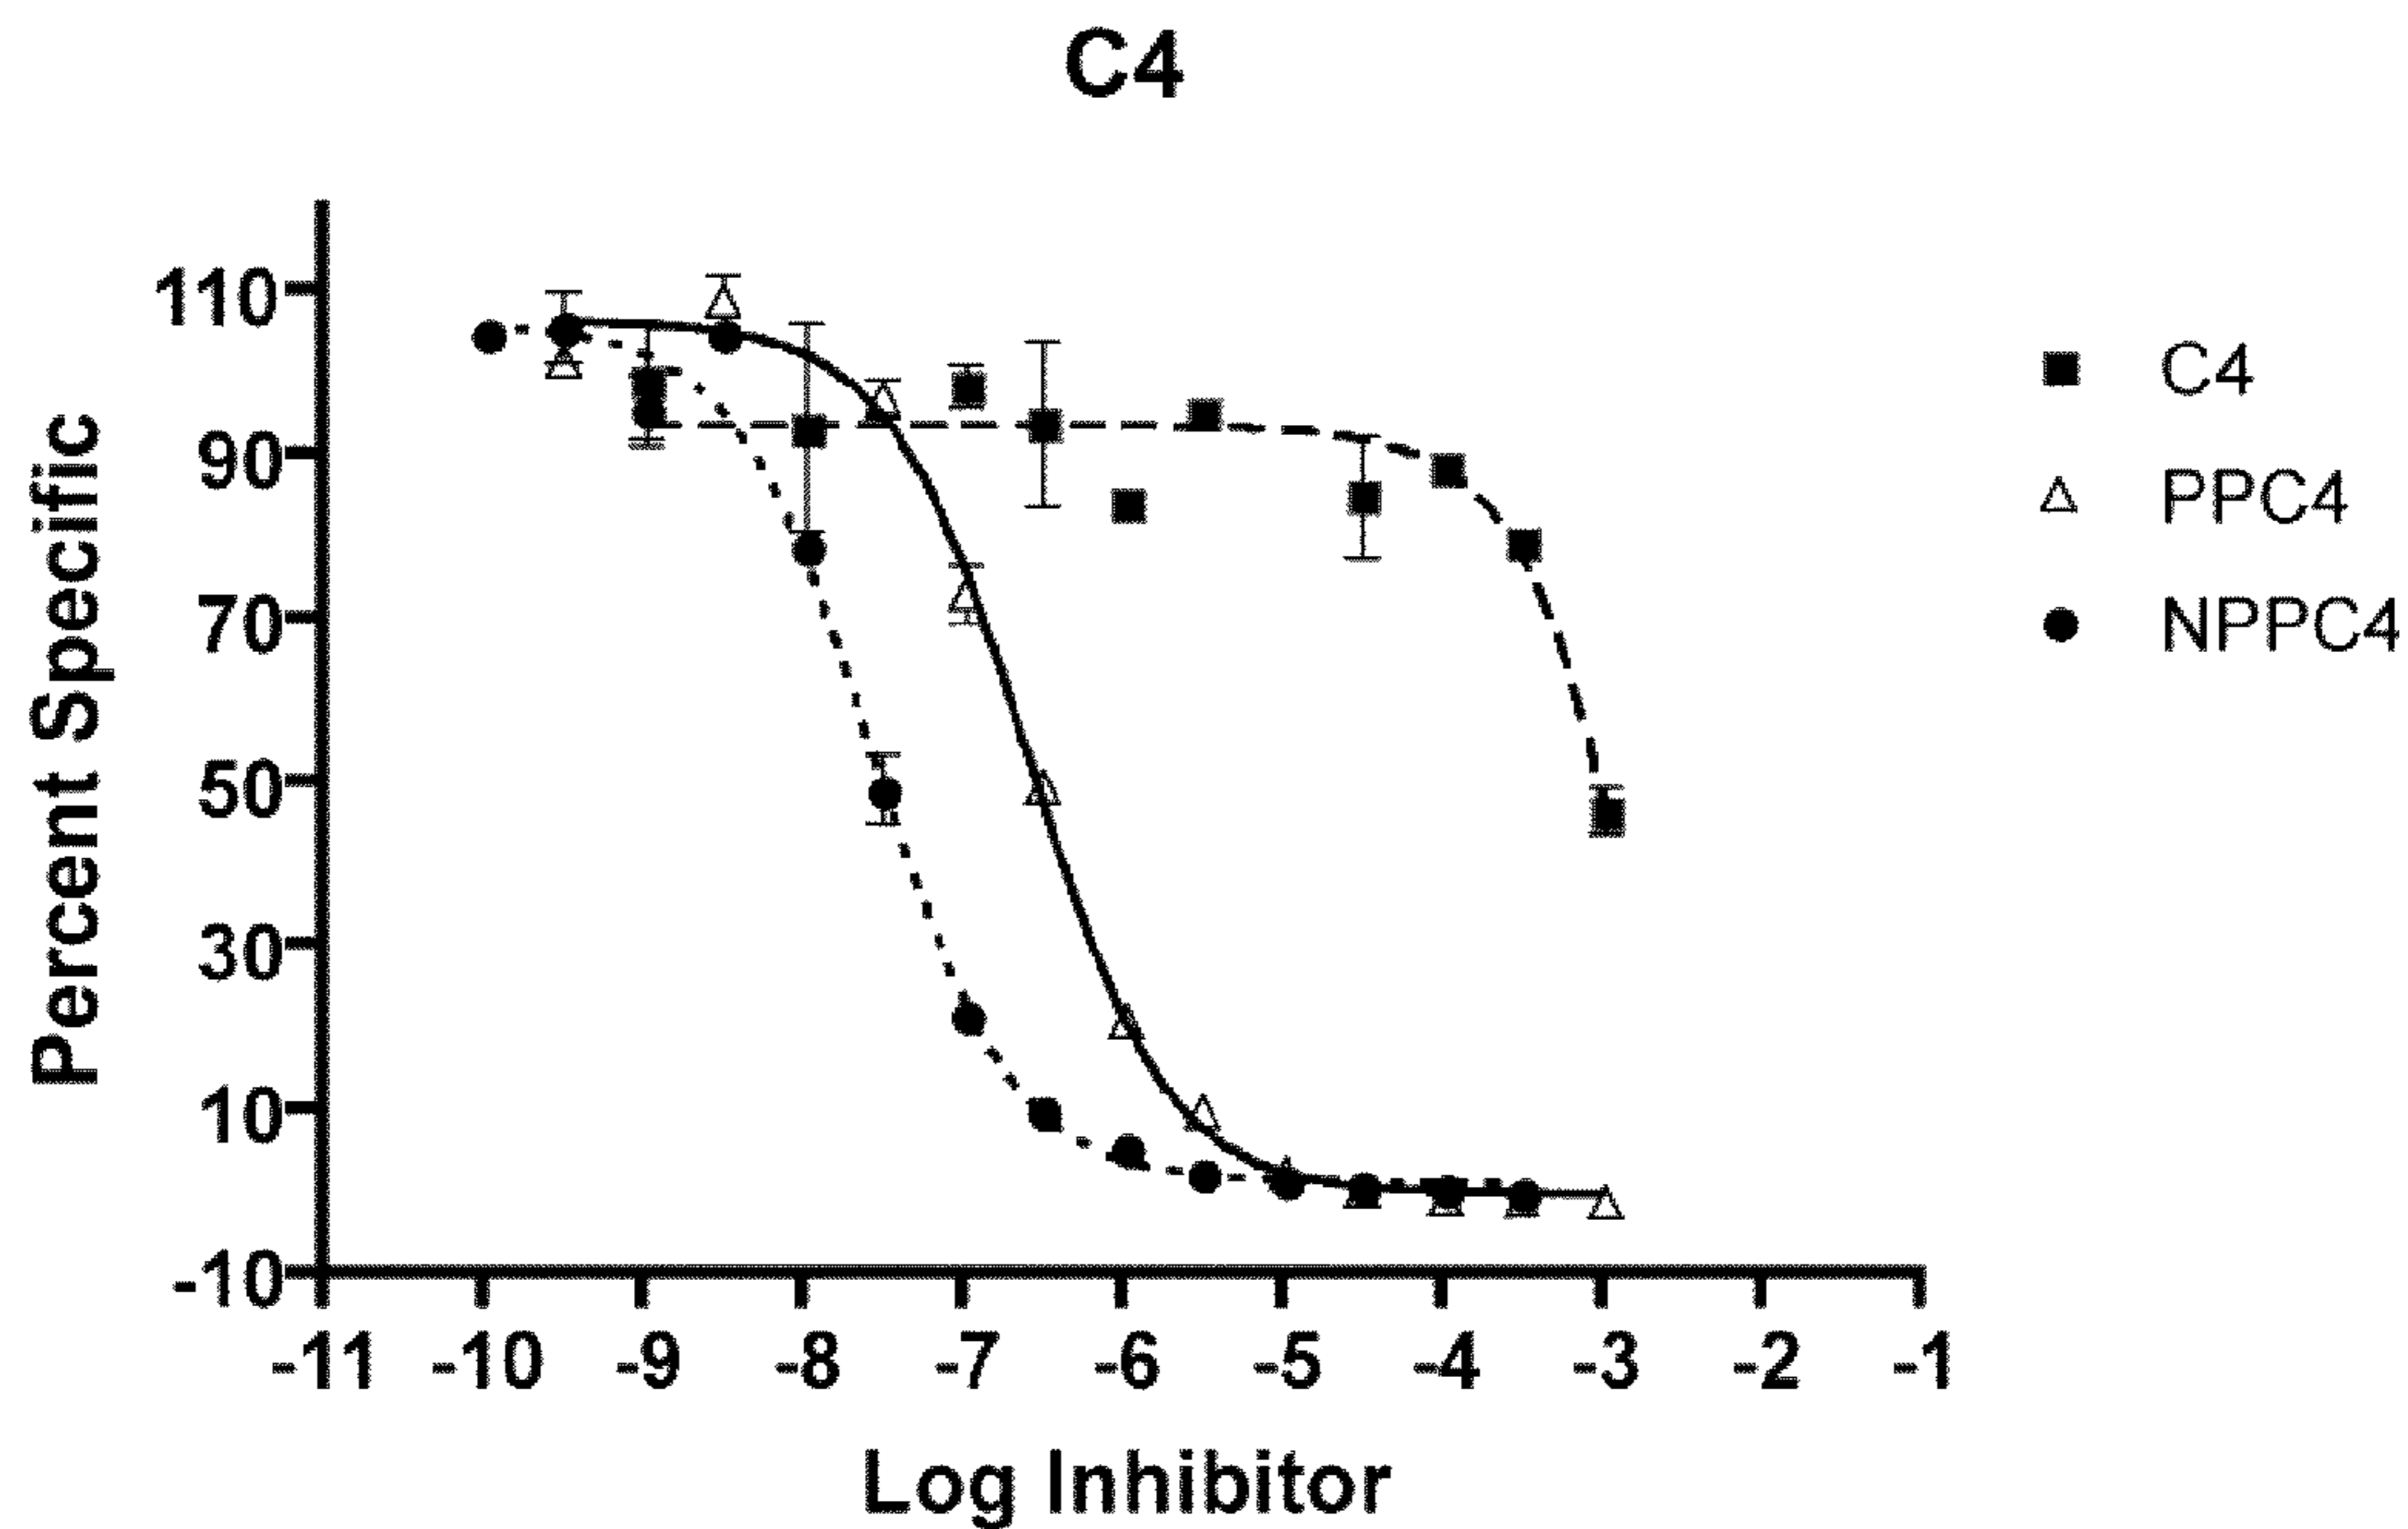 C4
110
90
70
50
30
10
-10
Percent Specific
-11 -10 -9 -8 -7 -6 -5 -4 -3 -2 -1
Log Inhibitor
C4
PPC4
NPPC4